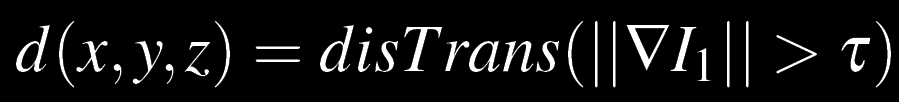 d(x,y,z) = disTrans(||∇I₁|| > τ)